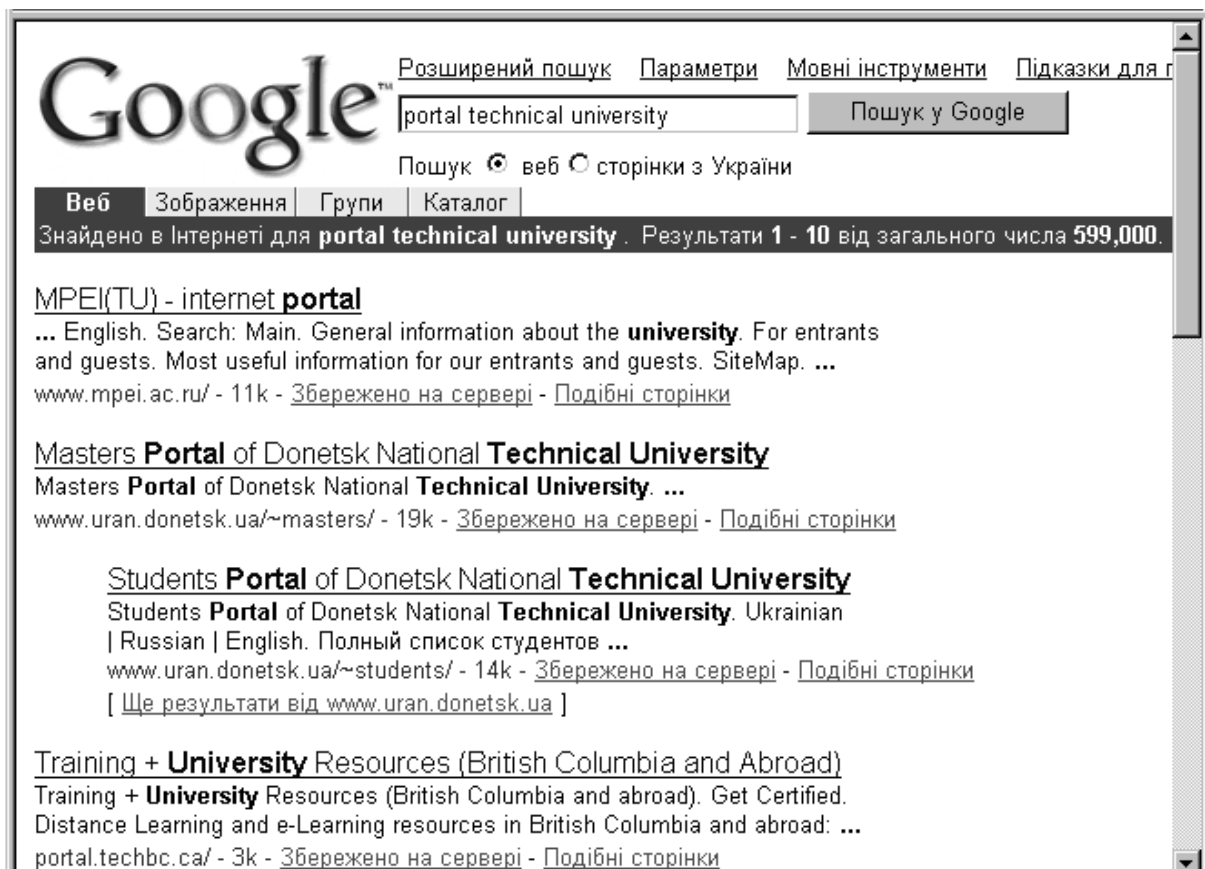 Google™
Розширений пошук Параметри Мовні інструменти Підказки для
portal technical university Пошук у Google
Пошук веб сторінки з України
Веб Зображення Групи Каталог
Знайдено в Інтернеті для portal technical university . Результати 1 - 10 від загального числа 599,000.
MPEI(TU) - internet portal
... English. Search: Main. General information about the university. For entrants
and guests. Most useful information for our entrants and guests. SiteMap. ...
www.mpei.ac.ru/ - 11k - Збережено на сервері - Подібні сторінки
Masters Portal of Donetsk National Technical University
Masters Portal of Donetsk National Technical University. ...
www.uran.donetsk.ua/~masters/ - 19k - Збережено на сервері - Подібні сторінки
Students Portal of Donetsk National Technical University
Students Portal of Donetsk National Technical University. Ukrainian
| Russian | English. Полный список студентов ...
www.uran.donetsk.ua/~students/ - 14k - Збережено на сервері - Подібні сторінки
[ Ще результати від www.uran.donetsk.ua ]
Training + University Resources (British Columbia and Abroad)
Training + University Resources (British Columbia and abroad). Get Certified.
Distance Learning and e-Learning resources in British Columbia and abroad: ...
portal.techbc.ca/ - 3k - Збережено на сервері - Подібні сторінки